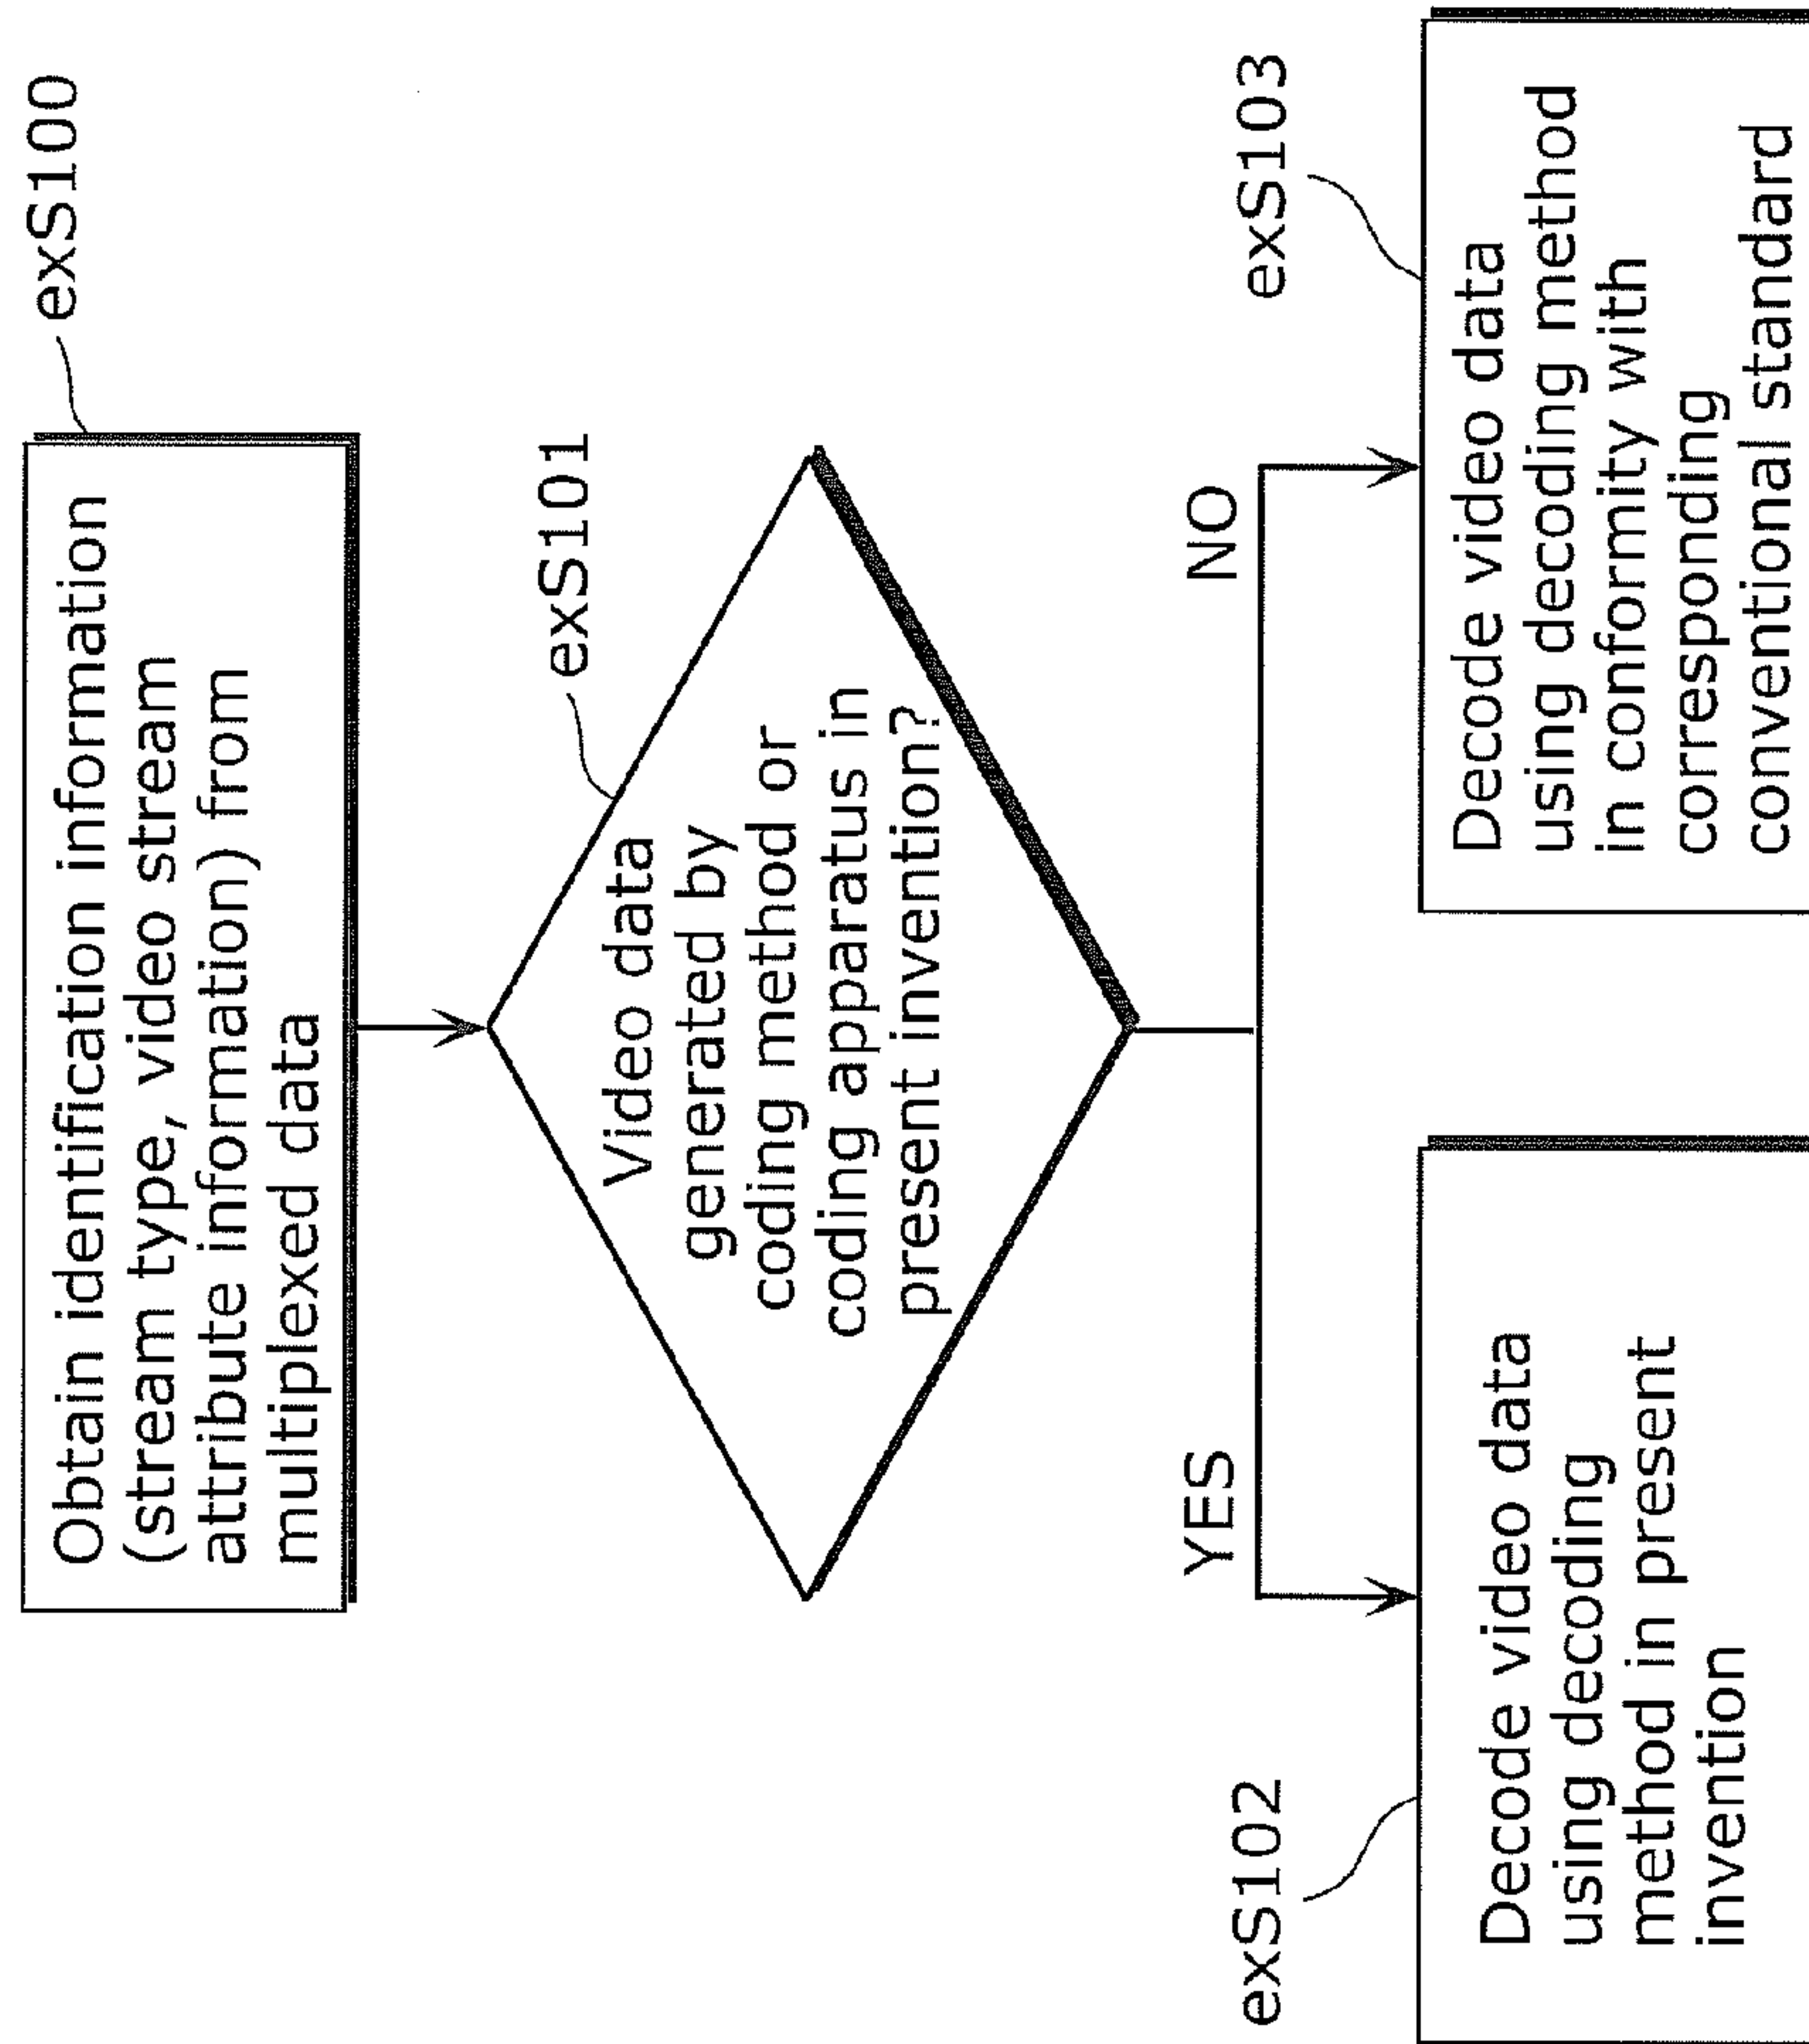 exS100
Obtain identification information
(stream type, video stream
attribute information) from
multiplexed data
exS101
Video data
generated by
coding method or
coding apparatus in
present invention?
YES
NO
exS102
Decode video data
using decoding
method in present
invention
exS103
Decode video data
using decoding method
in conformity with
corresponding
conventional standard